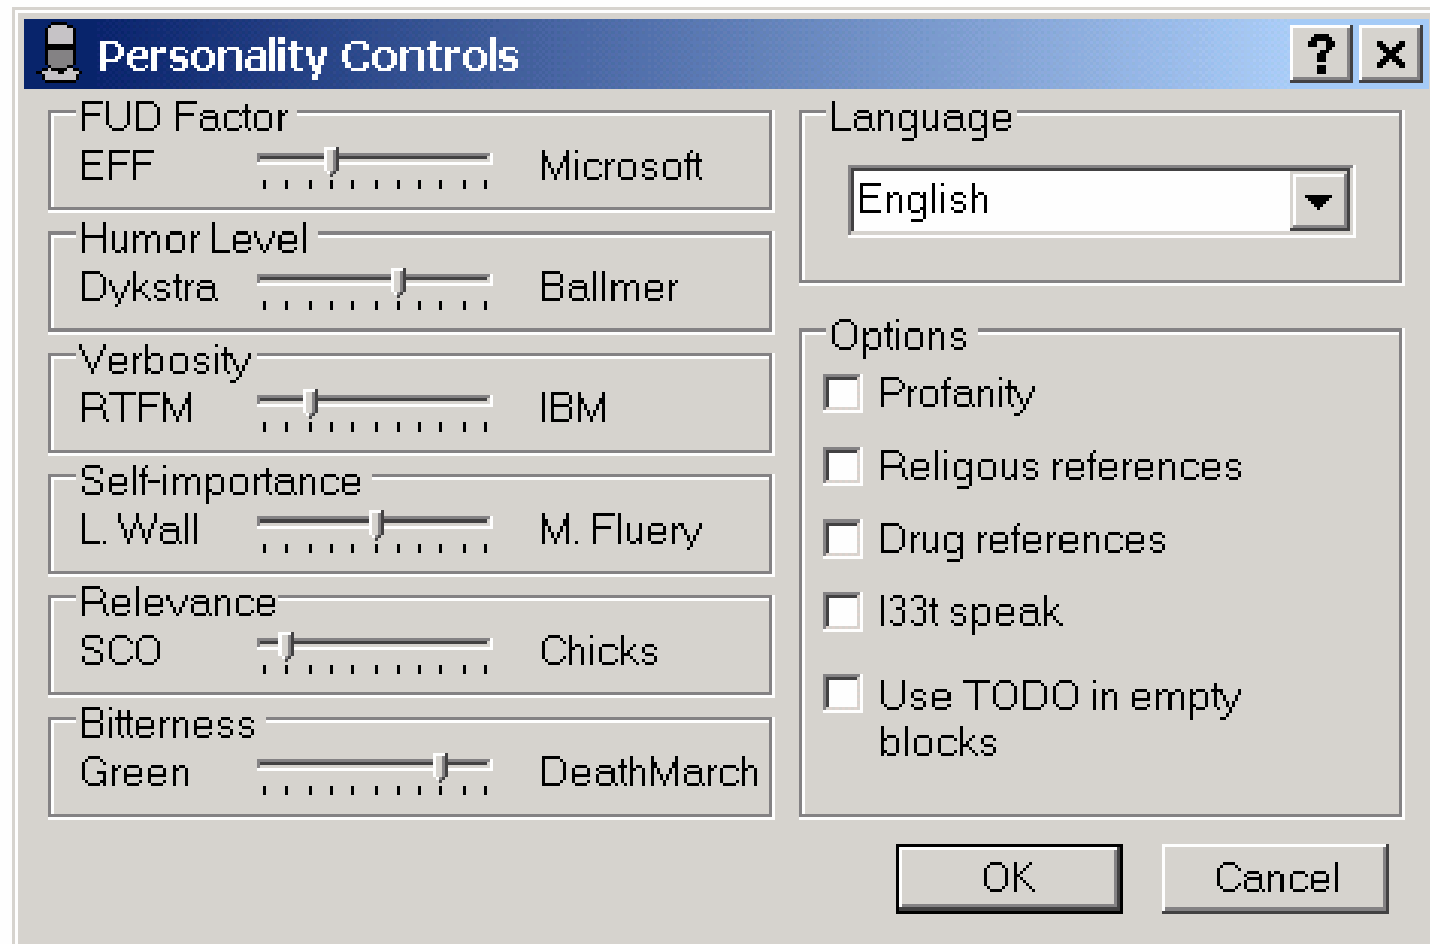 Personality Controls
FUD Factor
EFF Microsoft
Humor Level
Dykstra Ballmer
Verbosity
RTFM IBM
Self-importance
L. Wall M. Fluery
Relevance
SCO Chicks
Bitterness
Green DeathMarch
Language
English
Options
Profanity
Religous references
Drug references
l33t speak
Use TODO in empty
blocks
OK Cancel